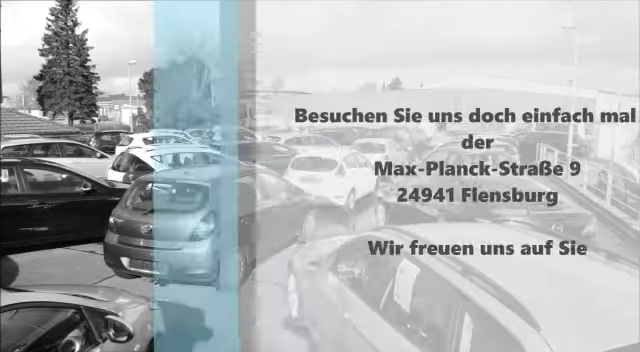 Besuchen Sie uns doch einfach mal
der
Max-Planck-Straße 9
24941 Flensburg
Wir freuen uns auf Sie